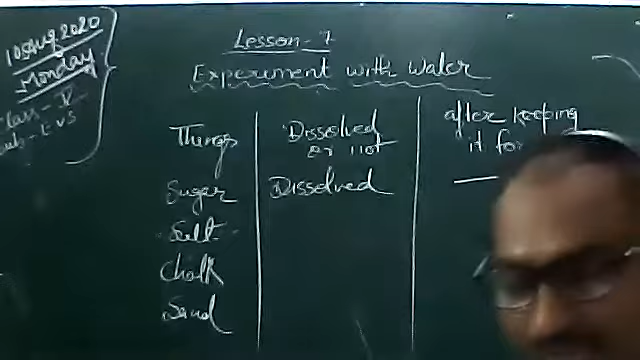 10 Aug 2020
Monday
Class - V
Sub - EVS
Lesson - 7
Experiment with Water
Things
Dissolved
or not
after keeping
it for
Sugar
Dissolved
Salt
Chalk
Sand